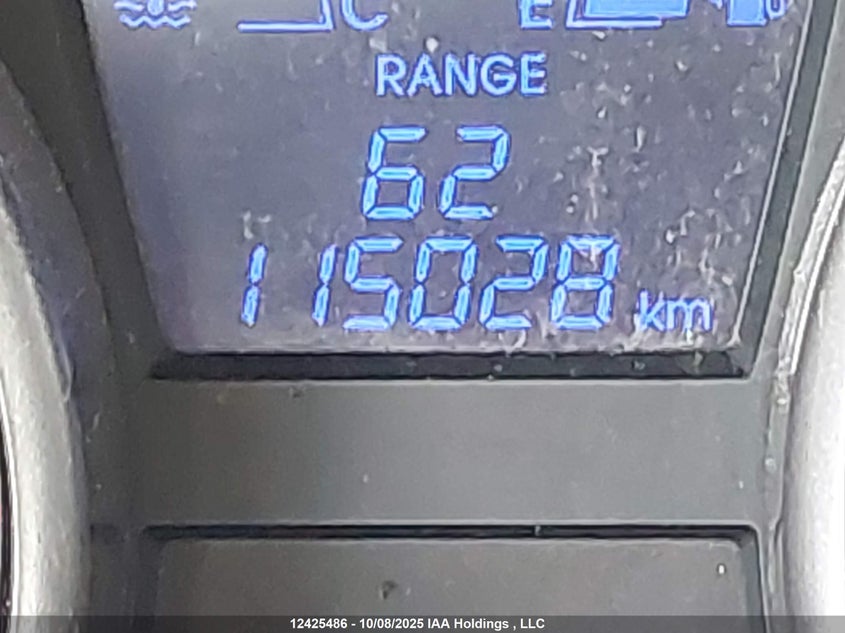 C E
RANGE
62
115028 km
12425486 - 10/08/2025 IAA Holdings , LLC